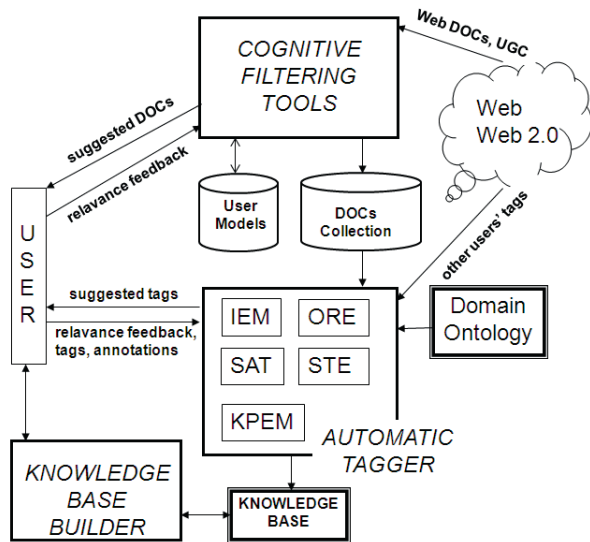 COGNITIVE
FILTERING
TOOLS
Web DOCs, UGC
Web
Web 2.0
suggested DOCs
relavance feedback
User
Models
DOCs
Collection
other users' tags
USER
suggested tags
relavance feedback,
tags, annotations
IEM
ORE
SAT
STE
KPEM
Domain
Ontology
AUTOMATIC
TAGGER
KNOWLEDGE
BASE
BUILDER
KNOWLEDGE
BASE